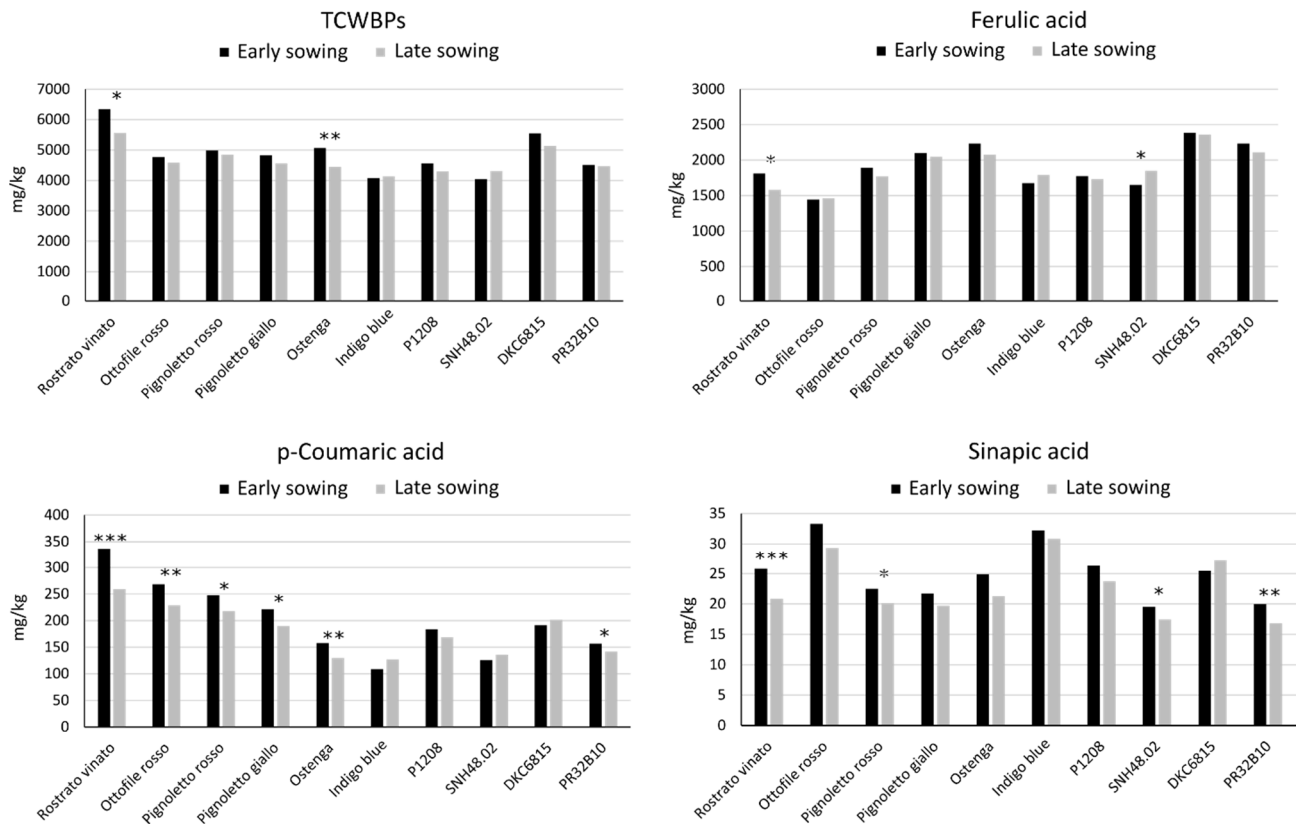 TCWBPs
Early sowing Late sowing
mg/kg
7000
6000
5000
4000
3000
2000
1000
0
*
**
Rostrato vinato
Ottofile rosso
Pignoletto rosso
Pignoletto giallo
Ostenga
Indigo blue
P1208
SNH48.02
DKC6815
PR32B10
Ferulic acid
Early sowing Late sowing
mg/kg
3000
2500
2000
1500
1000
500
0
*
*
Rostrato vinato
Ottofile rosso
Pignoletto rosso
Pignoletto giallo
Ostenga
Indigo blue
P1208
SNH48.02
DKC6815
PR32B10
p-Coumaric acid
Early sowing Late sowing
mg/kg
400
350
300
250
200
150
100
50
0
***
**
*
*
**
*
Rostrato vinato
Ottofile rosso
Pignoletto rosso
Pignoletto giallo
Ostenga
Indigo blue
P1208
SNH48.02
DKC6815
PR32B10
Sinapic acid
Early sowing Late sowing
mg/kg
35
30
25
20
15
10
5
0
***
*
*
**
Rostrato vinato
Ottofile rosso
Pignoletto rosso
Pignoletto giallo
Ostenga
Indigo blue
P1208
SNH48.02
DKC6815
PR32B10